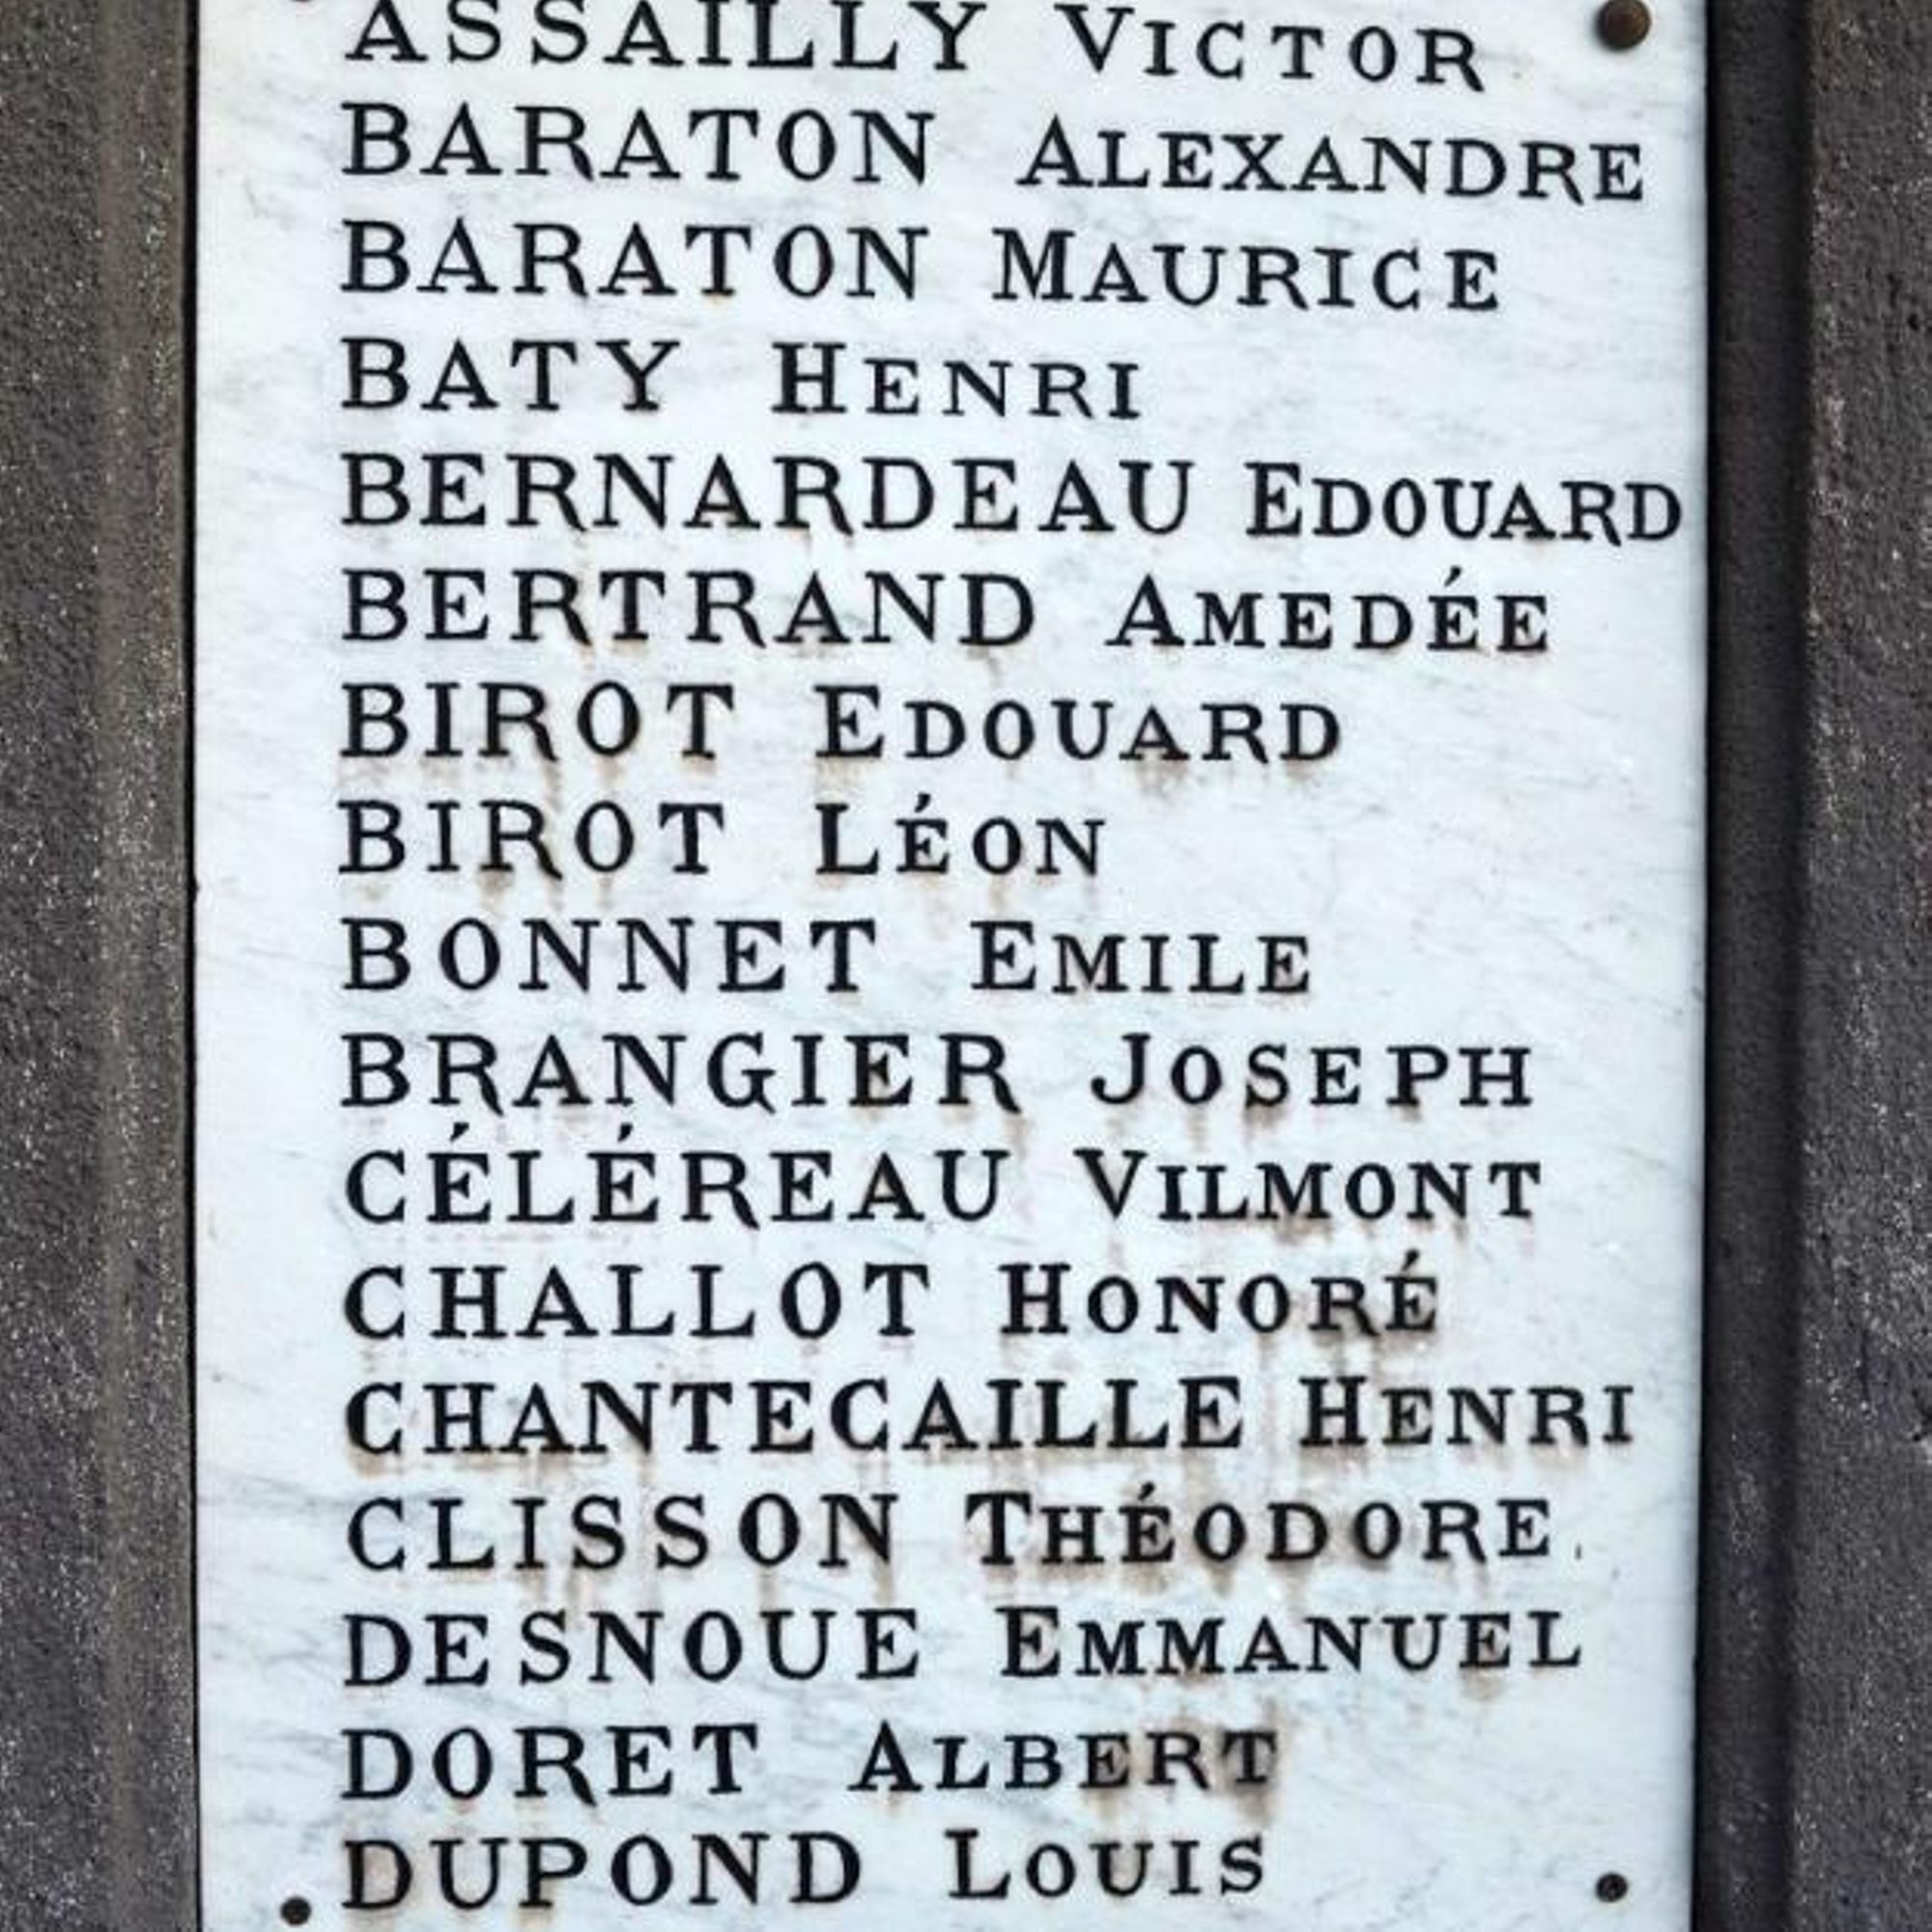 ASSAILLY VICTOR
BARATON ALEXANDRE
BARATON MAURICE
BATY HENRI
BERNARDEAU EDOUARD
BERTRAND AMEDÉE
BIROT EDOUARD
BIROT LÉON
BONNET EMILE
BRANGIER JOSEPH
CÉLÉREAU VILMONT
CHALLOT HONORÉ
CHANTECAILLE HENRI
CLISSON THÉODORE.
DESNOUE EMMANUEL
DORET ALBERT
DUPOND LOUIS